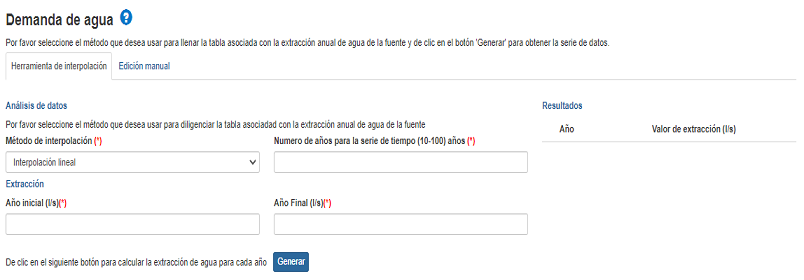 Demanda de agua ?
Por favor seleccione el método que desea usar para llenar la tabla asociada con la extracción anual de agua de la fuente y de clic en el botón 'Generar' para obtener la serie de datos.
Herramienta de interpolación Edición manual
Análisis de datos
Por favor seleccione el método que desea usar para diligenciar la tabla asociadad con la extracción anual de agua de la fuente
Método de interpolación (*) Numero de años para la serie de tiempo (10-100) años (*)
Interpolación lineal
Extracción
Año inicial (l/s)(*) Año Final (l/s)(*)
De clic en el siguiente botón para calcular la extracción de agua para cada año Generar
Resultados
Año Valor de extracción (l/s)